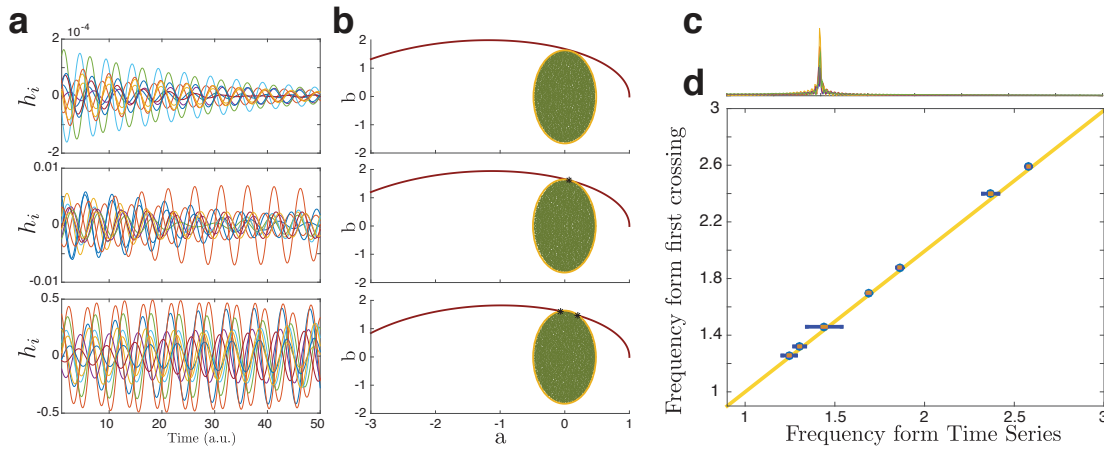 a
10^-4
2
0
-2
h_i
0.01
0
-0.01
h_i
0.5
0
-0.5
h_i
0 10 20 30 40 50
Time (a.u.)
b
2
1
0
-1
-2
b
2
1
0
-1
-2
b
2
1
0
-1
-2
b
-3 -2 -1 0 1
a
c
d
3
2.6
2.2
1.8
1.4
1
Frequency form first crossing
1 1.5 2 2.5 3
Frequency form Time Series